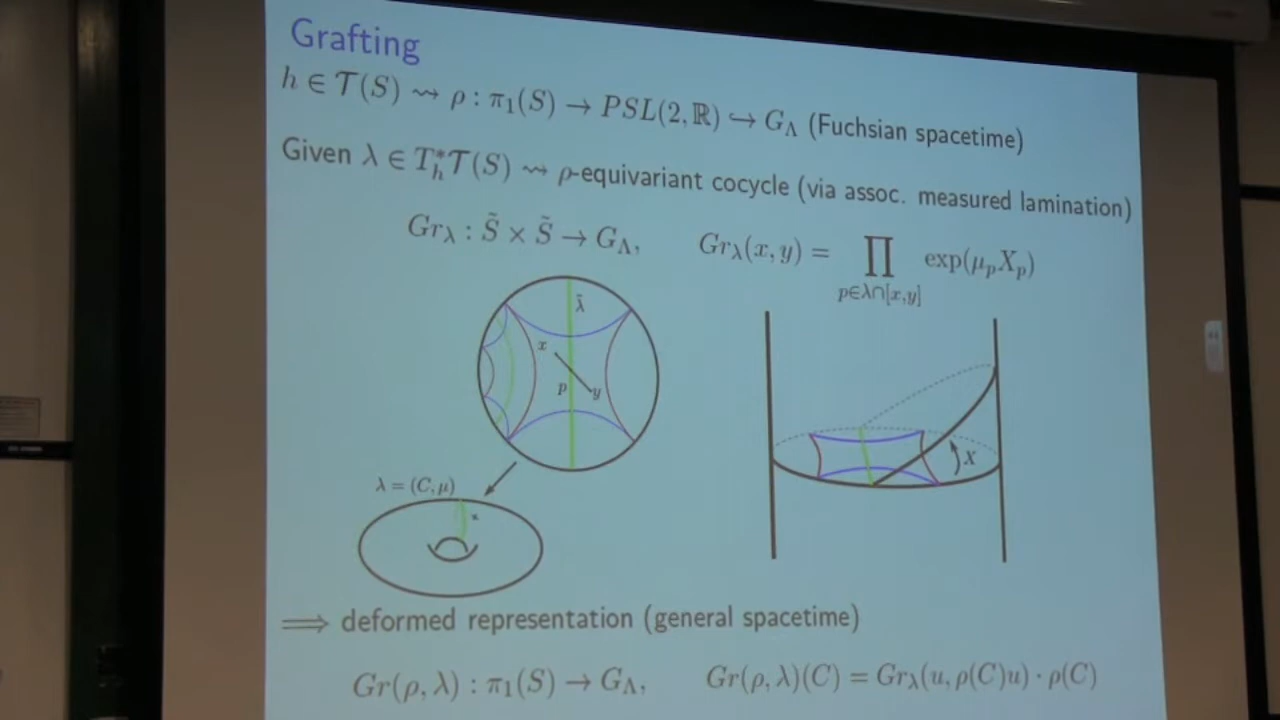 Grafting
h ∈ T(S) ⇝ ρ : π₁(S) → PSL(2, ℝ) ↪ G_Λ (Fuchsian spacetime)
Given λ ∈ T*_h T(S) ⇝ ρ-equivariant cocycle (via assoc. measured lamination)
Gr_λ : S̃ × S̃ → G_Λ, Gr_λ(x, y) = ∏_{p∈λ∩[x,y]} exp(μ_p X_p)
λ̃
x
p y
X
λ = (C, μ)
⟹ deformed representation (general spacetime)
Gr(ρ, λ) : π₁(S) → G_Λ, Gr(ρ, λ)(C) = Gr_λ(u, ρ(C)u) · ρ(C)